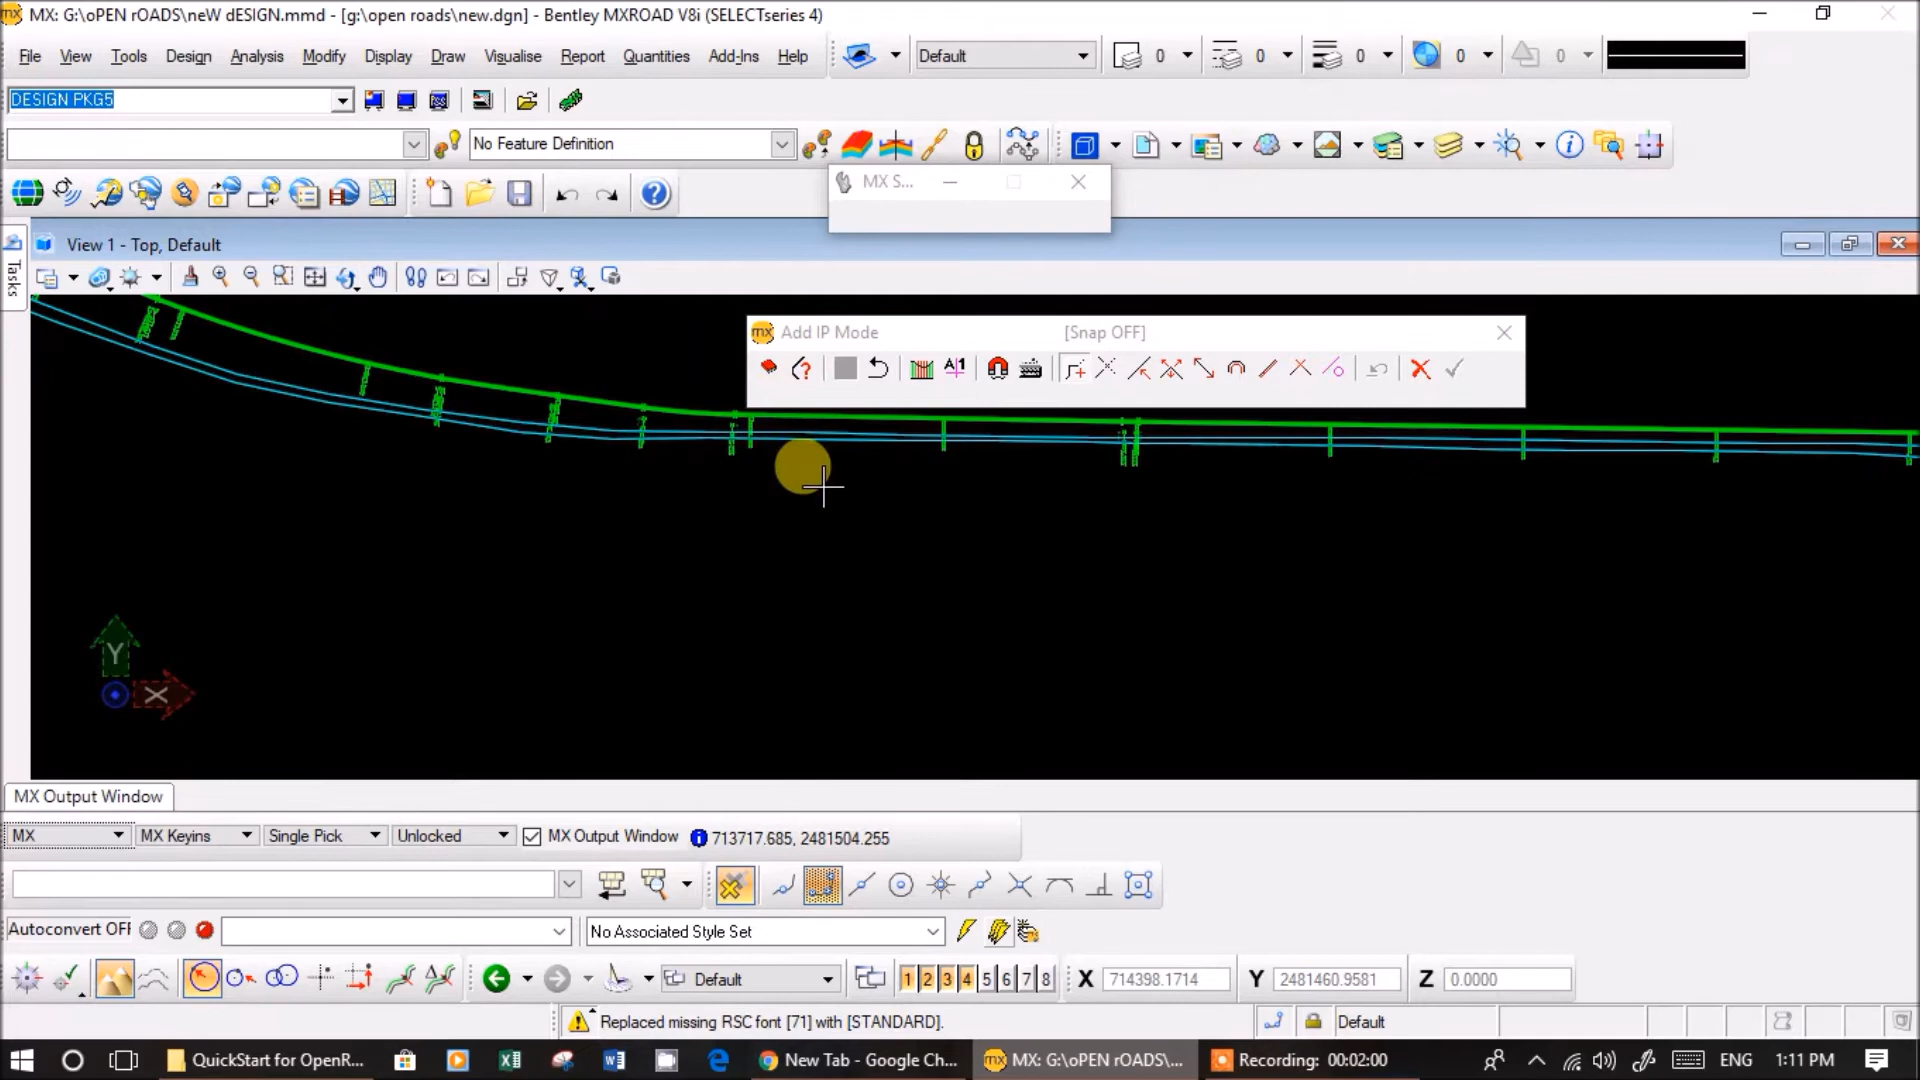 MX: G:\oPEN rOADS\neW dESIGN.mmd - [g:\open roads\new.dgn] - Bentley MXROAD V8i (SELECTseries 4)
File View Tools Design Analysis Modify Display Draw Visualise Report Quantities Add-Ins Help
Default 0 0 0 0 0
DESIGN PKG5
No Feature Definition
MX S...
View 1 - Top, Default
Tasks
Add IP Mode [Snap OFF]
Y
X
MX Output Window
MX MX Keyins Single Pick Unlocked MX Output Window 713717.685, 2481504.255
Autoconvert OFF No Associated Style Set
Default 1 2 3 4 5 6 7 8 X 714398.1714 Y 2481460.9581 Z 0.0000
Replaced missing RSC font [71] with [STANDARD]. Default
QuickStart for OpenR... New Tab - Google Ch... MX: G:\oPEN rOADS\... Recording: 00:02:00 ENG 1:11 PM